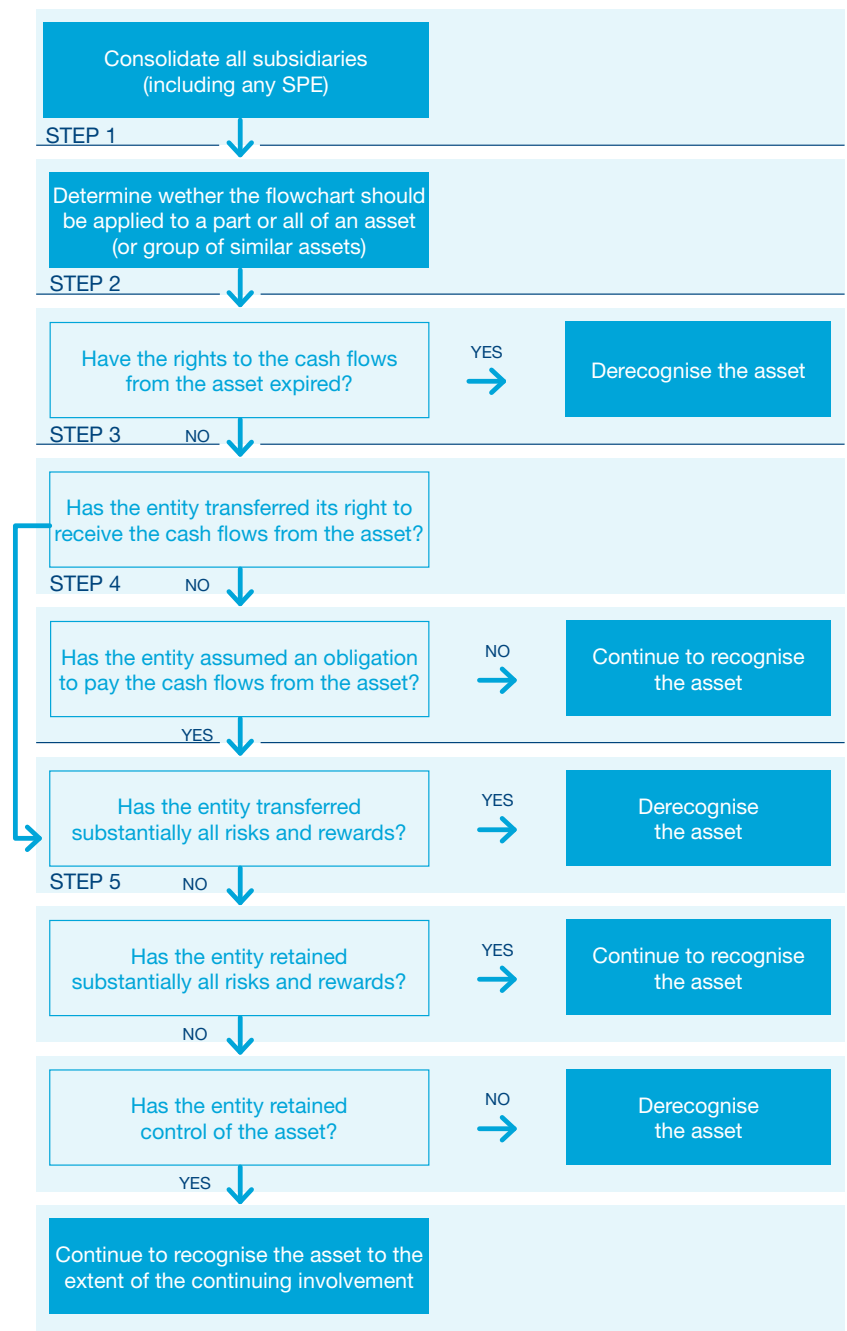 Consolidate all subsidiaries
(including any SPE)
STEP 1
Determine wether the flowchart should
be applied to a part or all of an asset
(or group of similar assets)
STEP 2
Have the rights to the cash flows
from the asset expired?
YES
Derecognise the asset
STEP 3
NO
Has the entity transferred its right to
receive the cash flows from the asset?
STEP 4
NO
Has the entity assumed an obligation
to pay the cash flows from the asset?
NO
Continue to recognise
the asset
YES
Has the entity transferred
substantially all risks and rewards?
YES
Derecognise
the asset
STEP 5
NO
Has the entity retained
substantially all risks and rewards?
YES
Continue to recognise
the asset
NO
Has the entity retained
control of the asset?
NO
Derecognise
the asset
YES
Continue to recognise the asset to the
extent of the continuing involvement